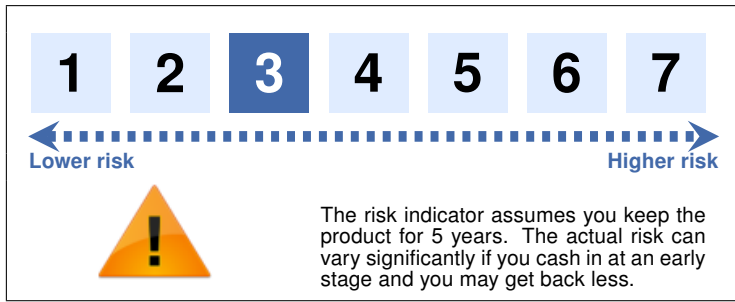 1 2 3 4 5 6 7
Lower risk Higher risk
!
The risk indicator assumes you keep the
product for 5 years. The actual risk can
vary significantly if you cash in at an early
stage and you may get back less.